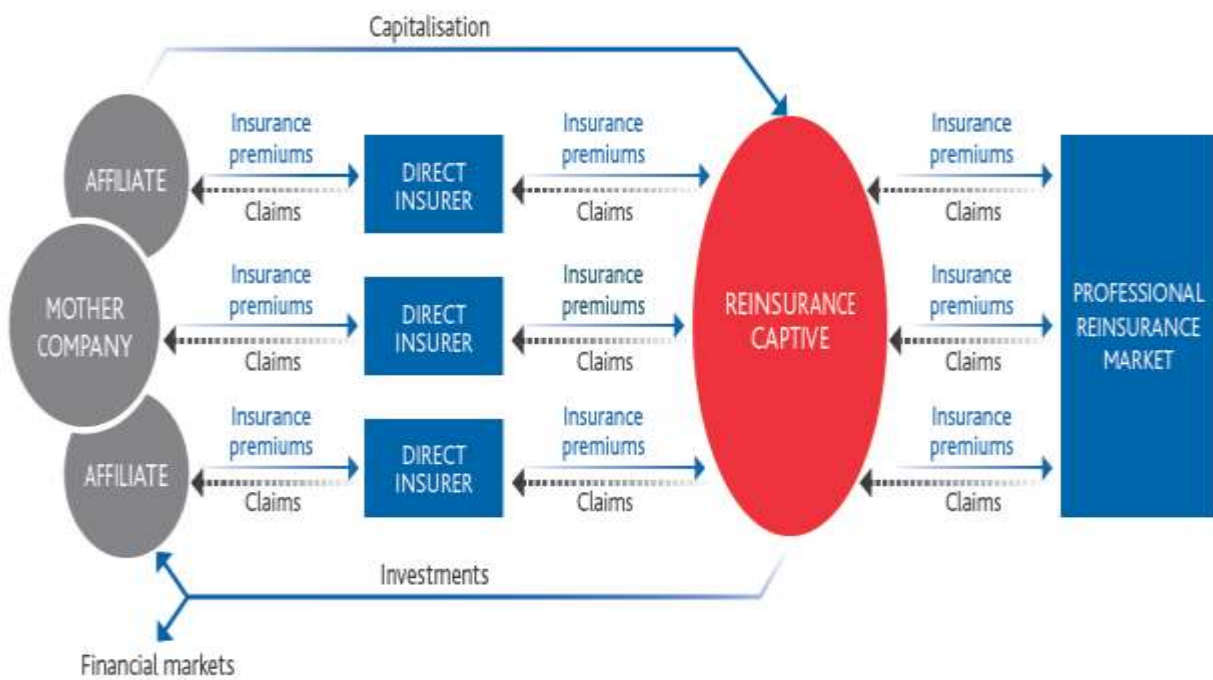 Capitalisation
Insurance
premiums
Insurance
premiums
Insurance
premiums
AFFILIATE
DIRECT
INSURER
Claims
Claims
Claims
Insurance
premiums
Insurance
premiums
Insurance
premiums
MOTHER
COMPANY
DIRECT
INSURER
REINSURANCE
CAPTIVE
PROFESSIONAL
REINSURANCE
MARKET
Claims
Claims
Claims
Insurance
premiums
Insurance
premiums
Insurance
premiums
AFFILIATE
DIRECT
INSURER
Claims
Claims
Claims
Investments
Financial markets